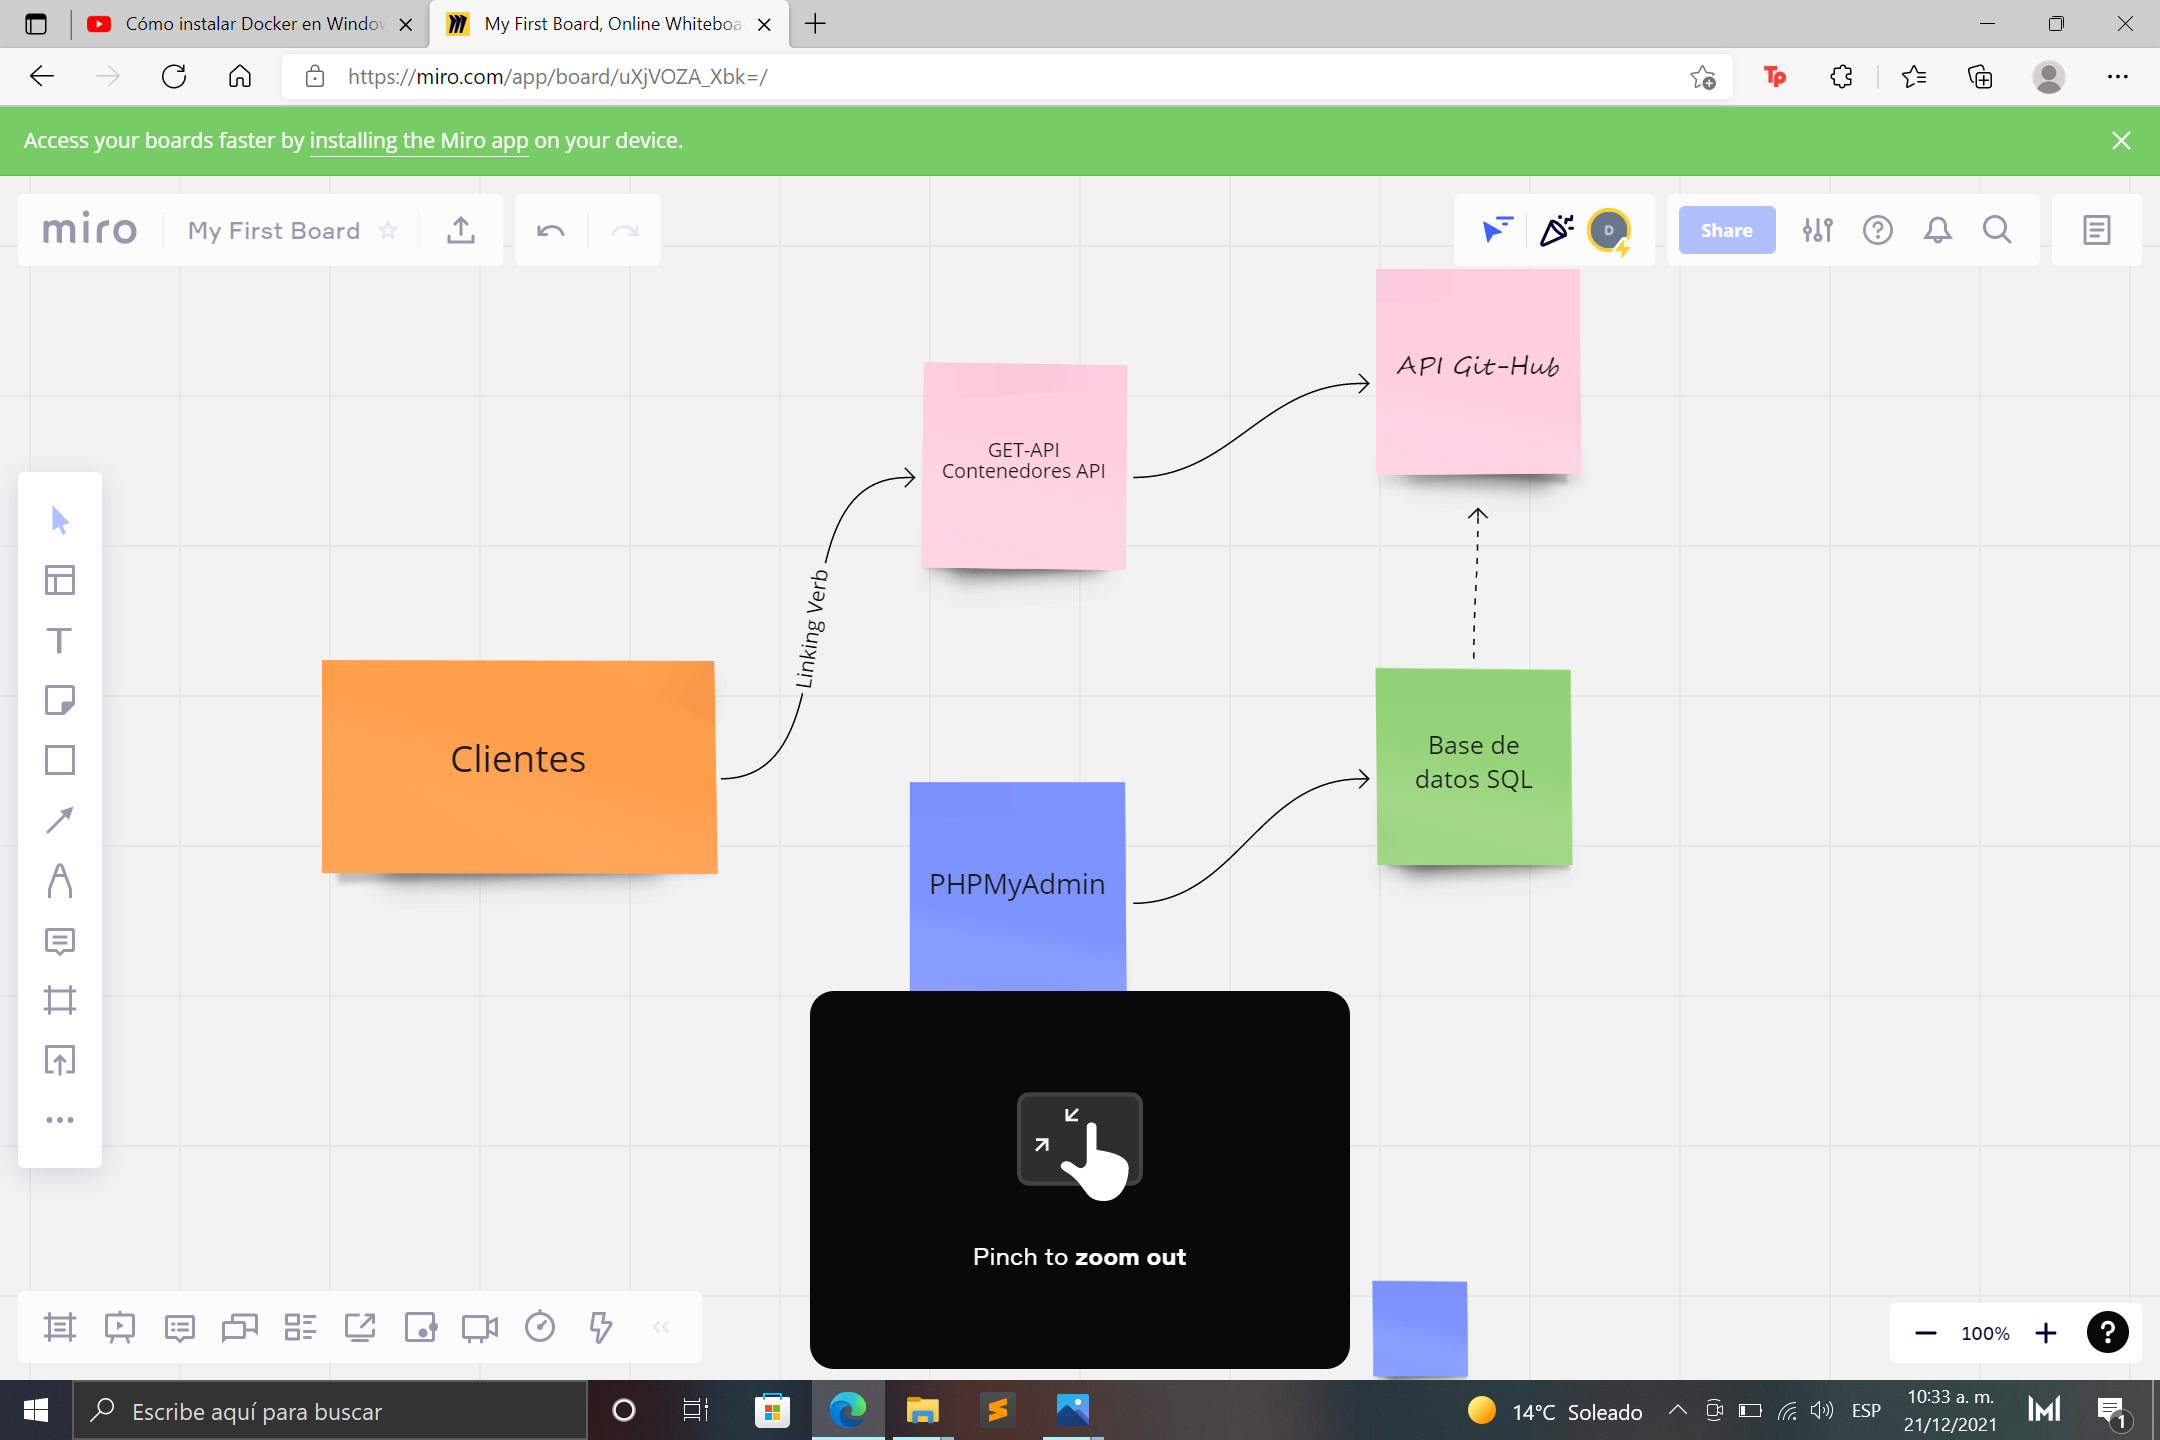 Cómo instalar Docker en Window
My First Board, Online Whiteboa
https://miro.com/app/board/uXjVOZA_Xbk=/
Tp
Access your boards faster by installing the Miro app on your device.
miro
My First Board
D
Share
API Git-Hub
GET-API
Contenedores API
Linking Verb
Clientes
Base de
datos SQL
PHPMyAdmin
Pinch to zoom out
100%
Escribe aquí para buscar
14°C Soleado
ESP
10:33 a. m.
21/12/2021
1